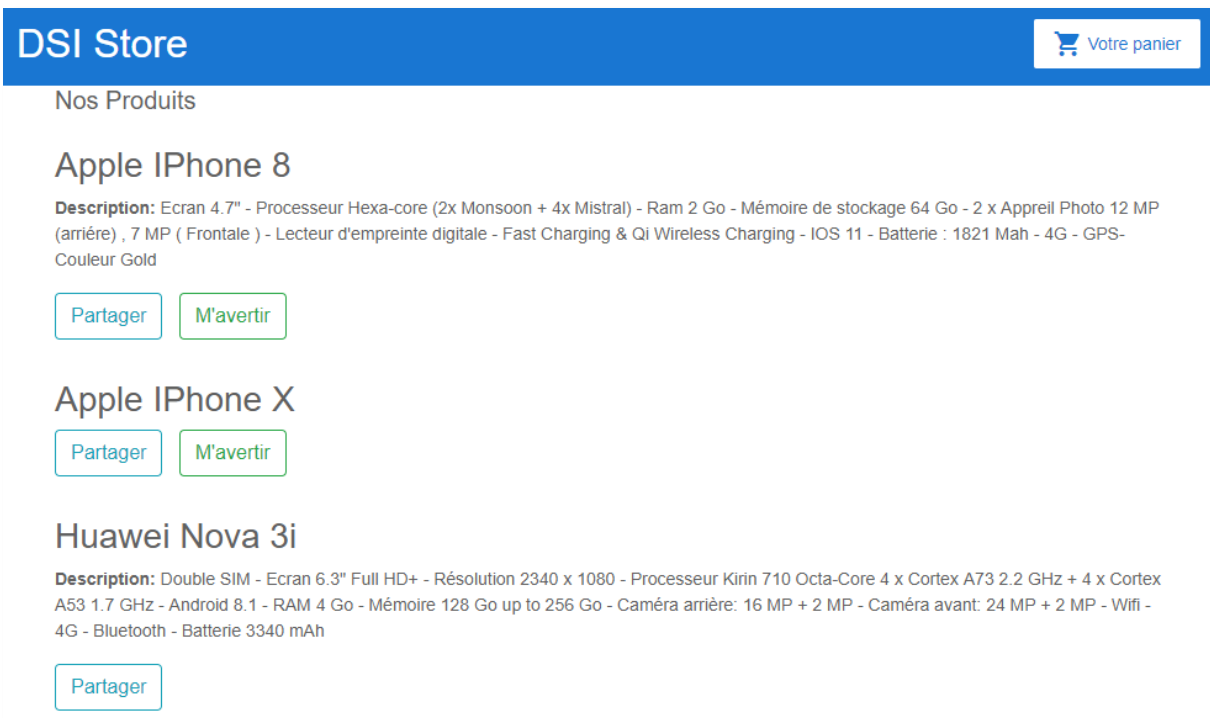 DSI Store
Votre panier
Nos Produits
Apple IPhone 8
Description: Ecran 4.7" - Processeur Hexa-core (2x Monsoon + 4x Mistral) - Ram 2 Go - Mémoire de stockage 64 Go - 2 x Appreil Photo 12 MP
(arriére) , 7 MP ( Frontale ) - Lecteur d'empreinte digitale - Fast Charging & Qi Wireless Charging - IOS 11 - Batterie : 1821 Mah - 4G - GPS-
Couleur Gold
Partager M'avertir
Apple IPhone X
Partager M'avertir
Huawei Nova 3i
Description: Double SIM - Ecran 6.3" Full HD+ - Résolution 2340 x 1080 - Processeur Kirin 710 Octa-Core 4 x Cortex A73 2.2 GHz + 4 x Cortex
A53 1.7 GHz - Android 8.1 - RAM 4 Go - Mémoire 128 Go up to 256 Go - Caméra arrière: 16 MP + 2 MP - Caméra avant: 24 MP + 2 MP - Wifi -
4G - Bluetooth - Batterie 3340 mAh
Partager